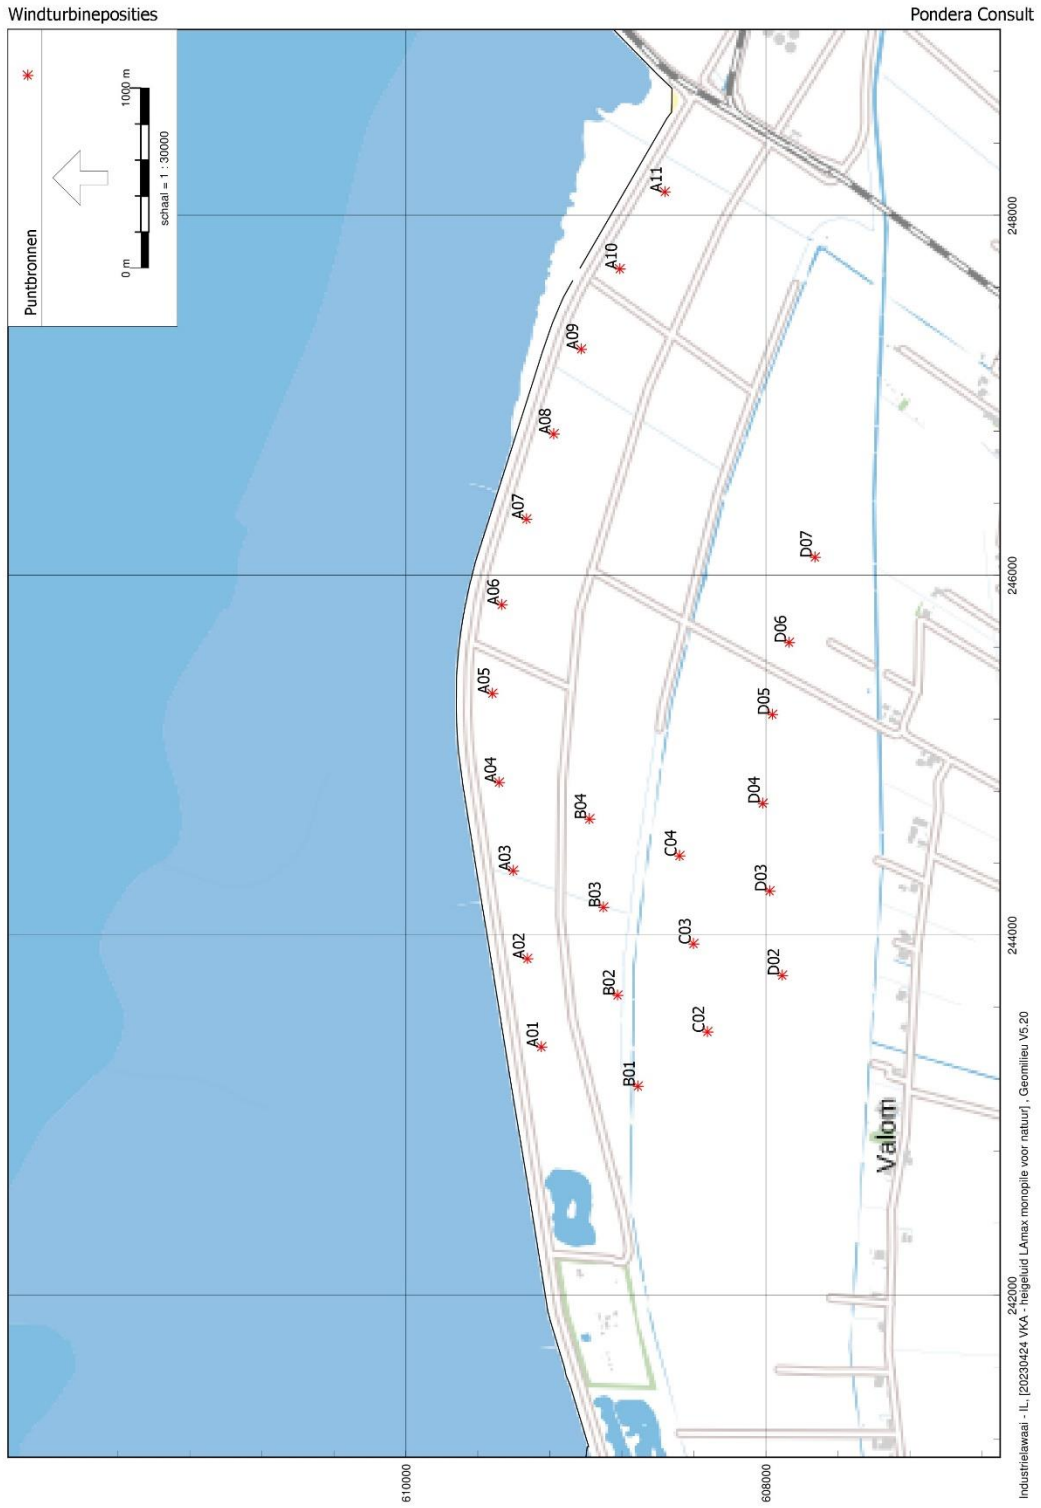 Windturbineposities
Pondera Consult
Puntbronnen
0 m
1000 m
schaal = 1 : 30000
A11
A10
A09
A08
A07
A06
A05
A04
A03
A02
A01
B04
B03
B02
B01
C04
C03
C02
D07
D06
D05
D04
D03
D02
Valom
248000
246000
244000
242000
610000
608000
Industrielawaai - IL, [20230424 VKA - heigeluid LAmax monopile voor natuur] , Geomilieu V5.20